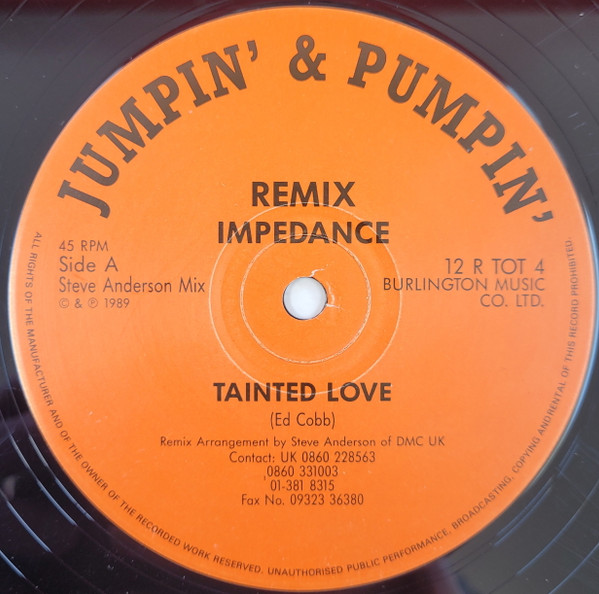 JUMPIN' & PUMPIN'
REMIX
IMPEDANCE
45 RPM
Side A
Steve Anderson Mix
© & ℗ 1989
12 R TOT 4
BURLINGTON MUSIC
CO. LTD.
TAINTED LOVE
(Ed Cobb)
Remix Arrangement by Steve Anderson of DMC UK
Contact: UK 0860 228563
0860 331003
01-381 8315
Fax No. 09323 36380
ALL RIGHTS OF THE MANUFACTURER AND OF THE OWNER OF THE RECORDED WORK RESERVED. UNAUTHORISED PUBLIC PERFORMANCE, BROADCASTING, COPYING AND RENTAL OF THIS RECORD PROHIBITED.